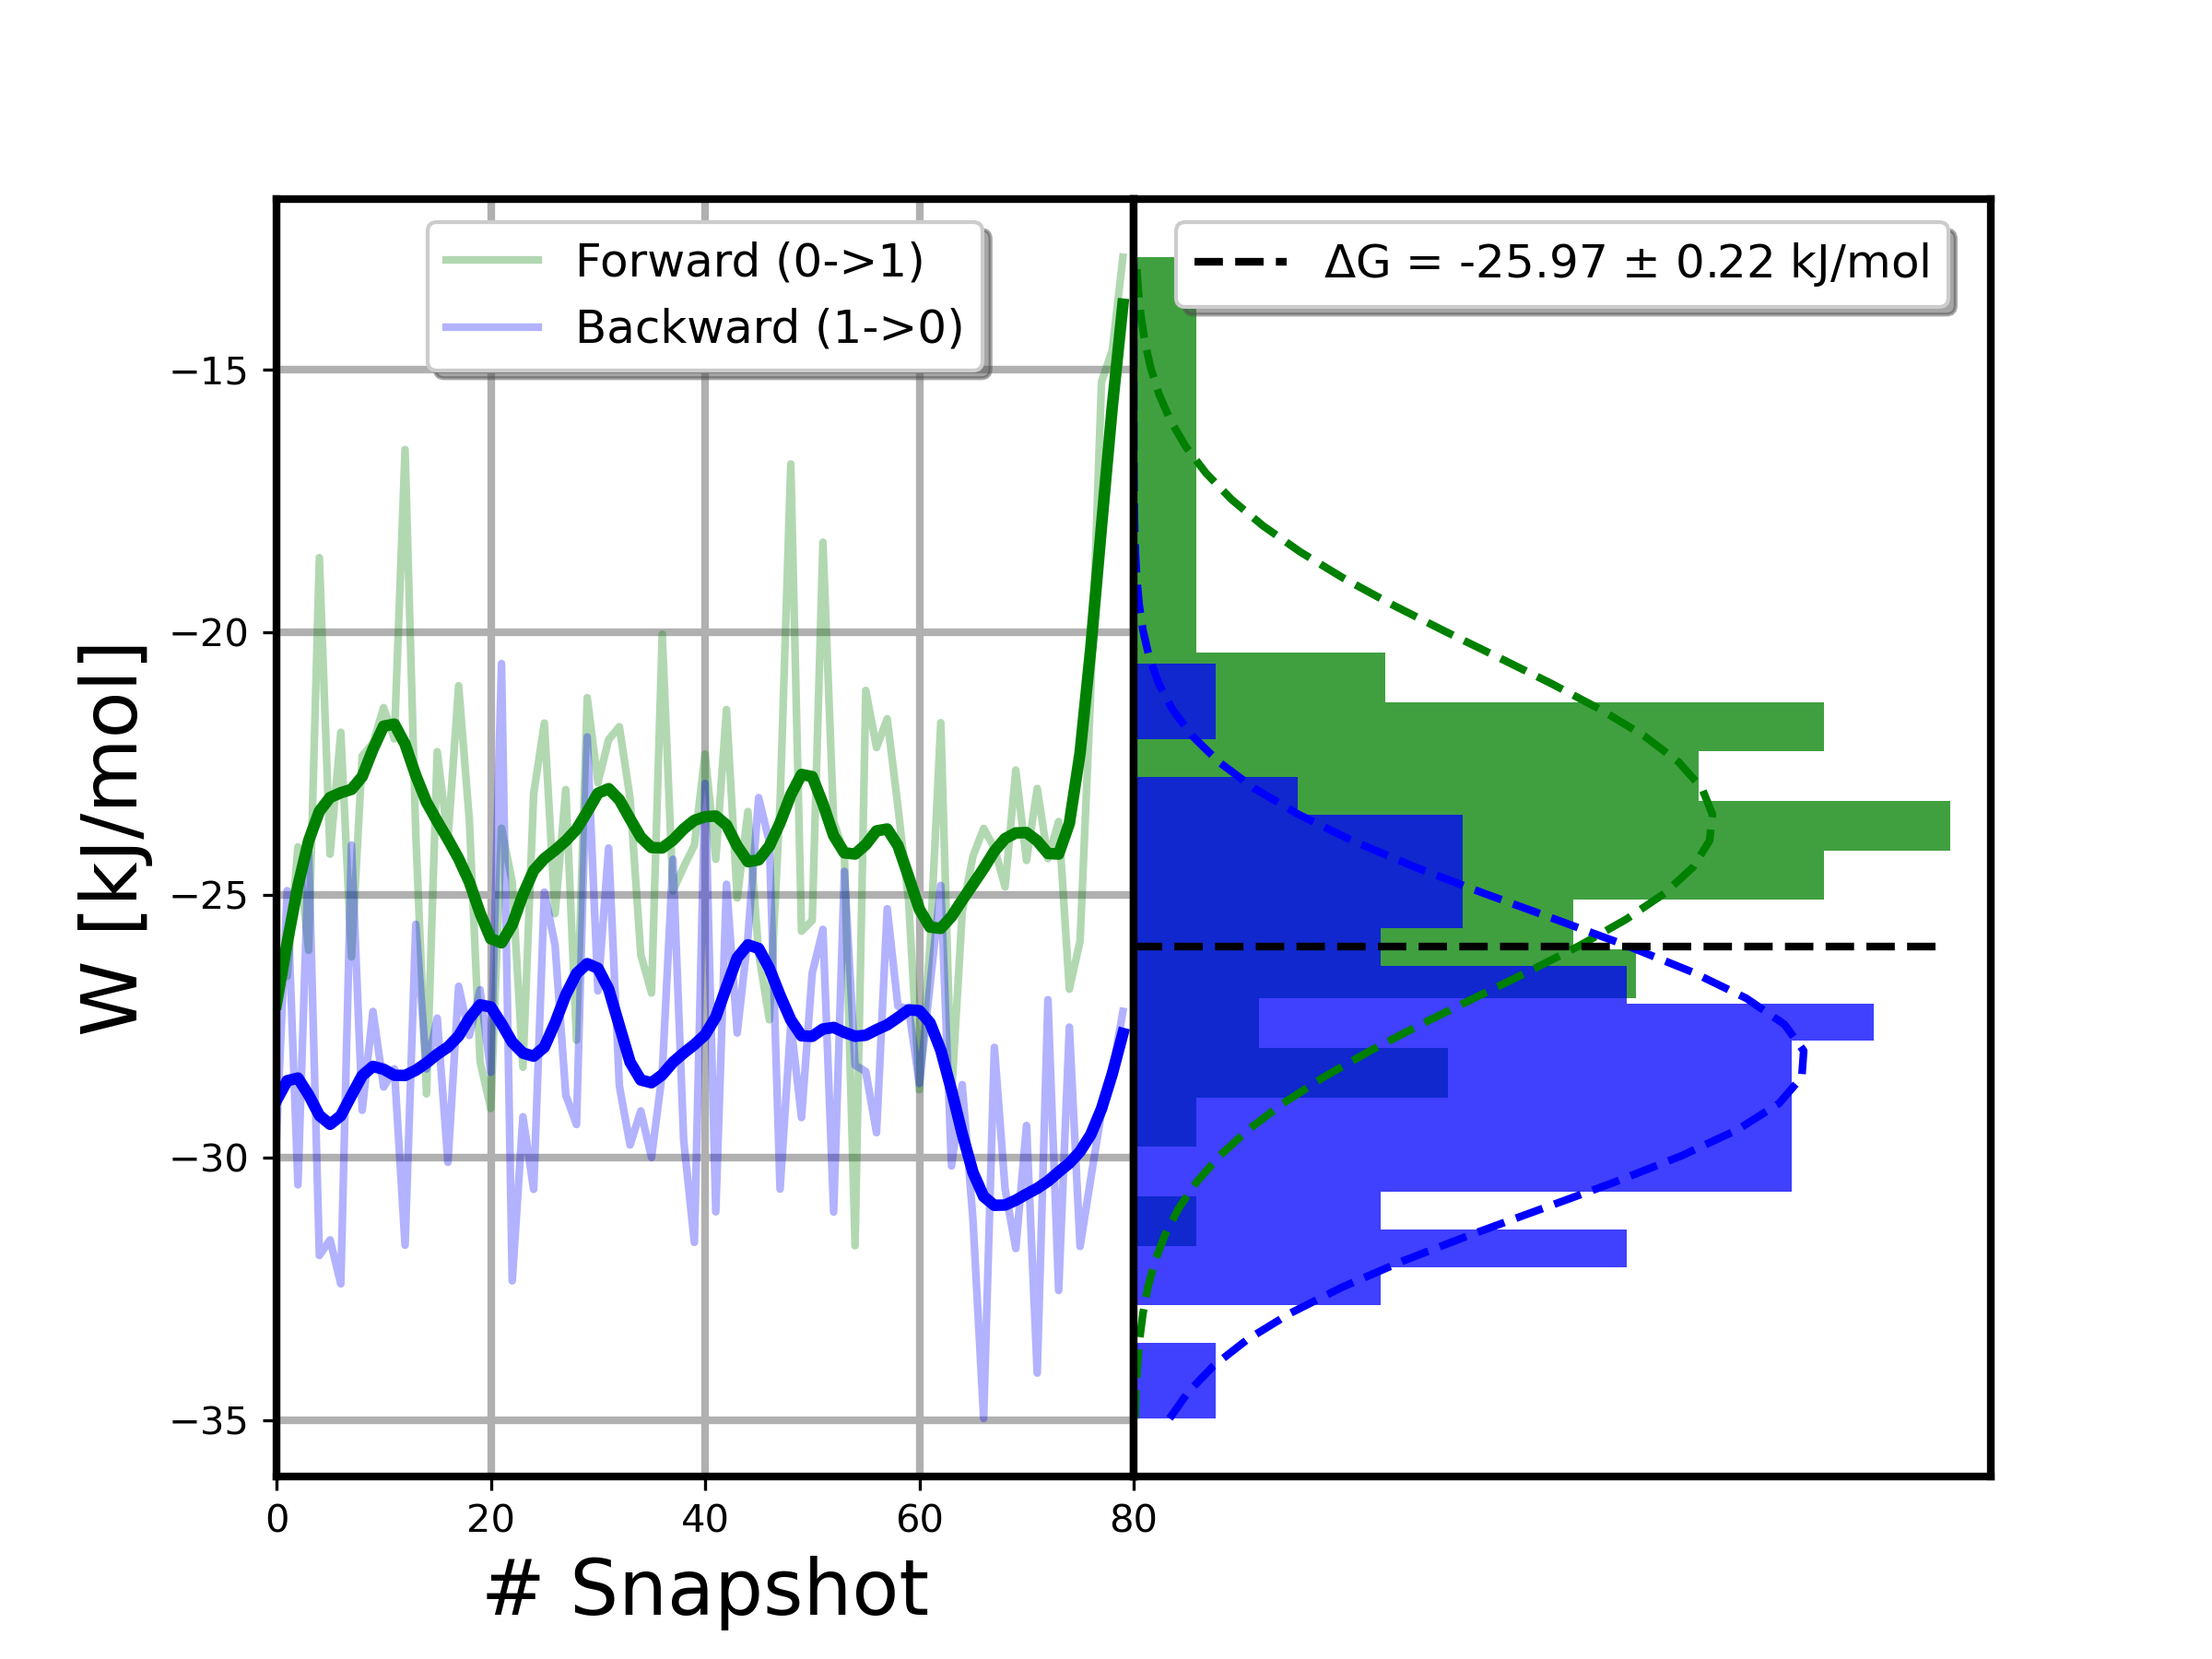 Forward (0->1)
Backward (1->0)
ΔG = -25.97 ± 0.22 kJ/mol
W [kJ/mol]
−15
−20
−25
−30
−35
0
20
40
60
80
# Snapshot